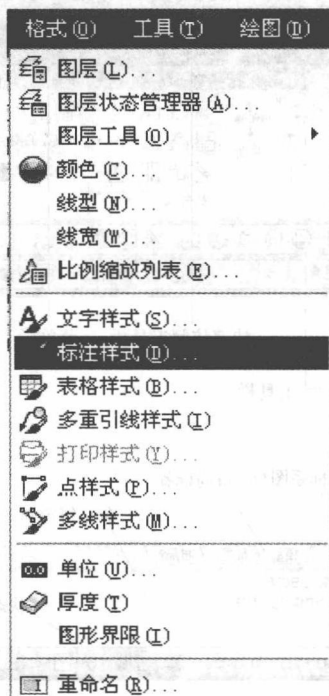 格式(O) 工具(T) 绘图(D)
图层(L)...
图层状态管理器(A)...
图层工具(O)
颜色(C)...
线型(N)...
线宽(W)...
比例缩放列表(E)...
文字样式(S)...
标注样式(D)...
表格样式(B)...
多重引线样式(I)
打印样式(Y)...
点样式(P)...
多线样式(M)...
0.0 单位(U)...
厚度(T)
图形界限(I)
重命名(R)...